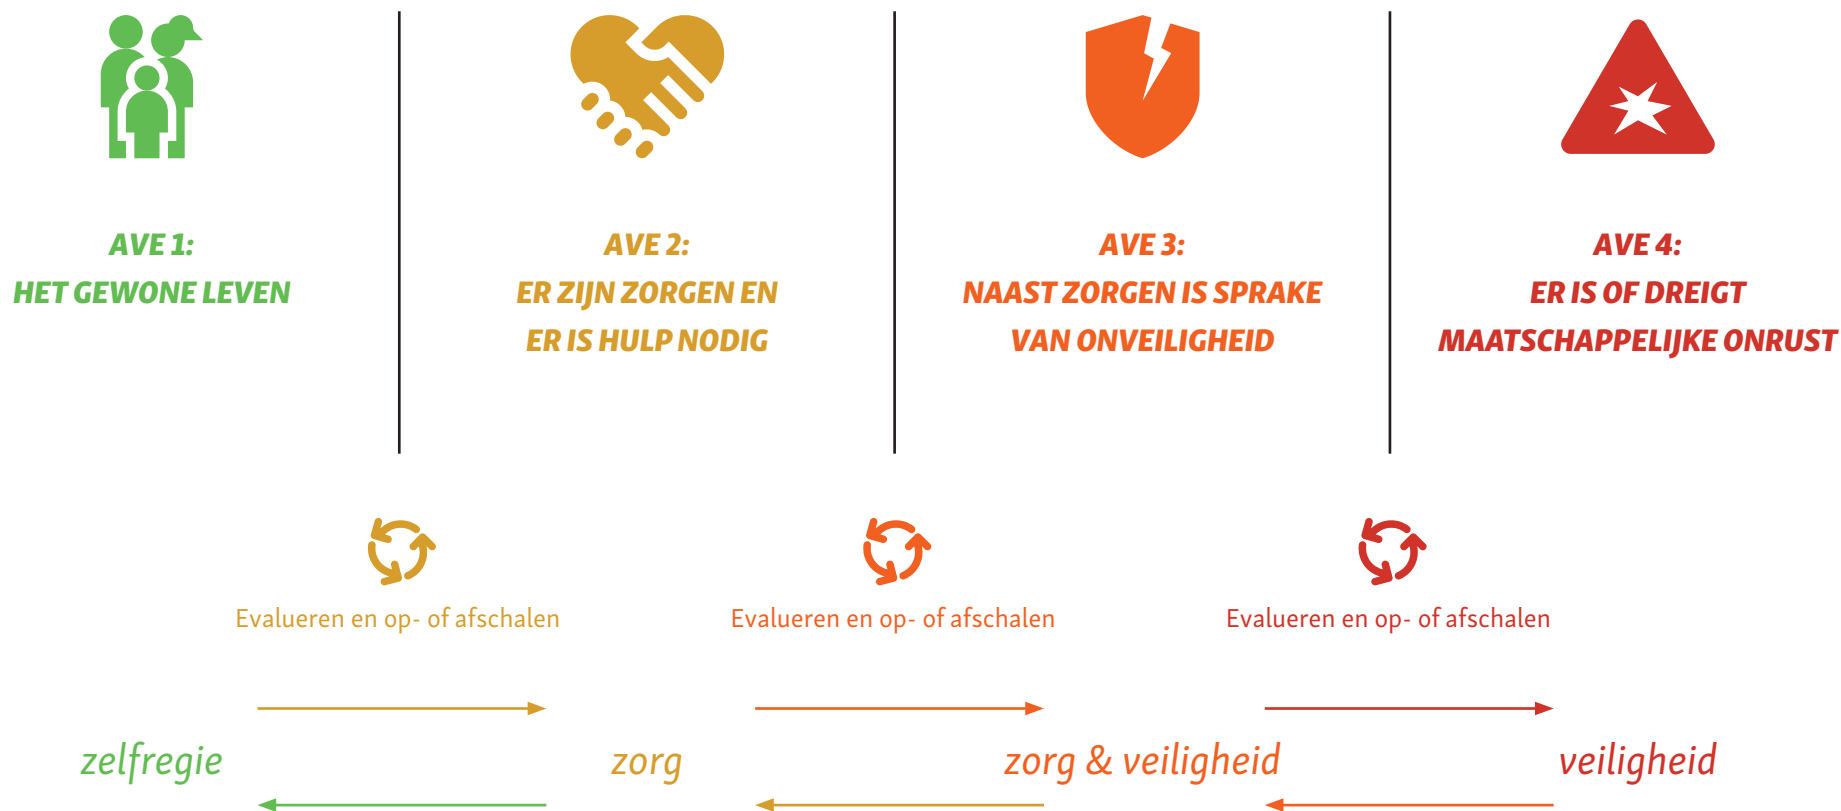 AVE 1:
HET GEWONE LEVEN
AVE 2:
ER ZIJN ZORGEN EN
ER IS HULP NODIG
AVE 3:
NAAST ZORGEN IS SPRAKE
VAN ONVEILIGHEID
AVE 4:
ER IS OF DREIGT
MAATSCHAPPELIJKE ONRUST
Evalueren en op- of afschalen
Evalueren en op- of afschalen
Evalueren en op- of afschalen
zelfregie
zorg
zorg & veiligheid
veiligheid